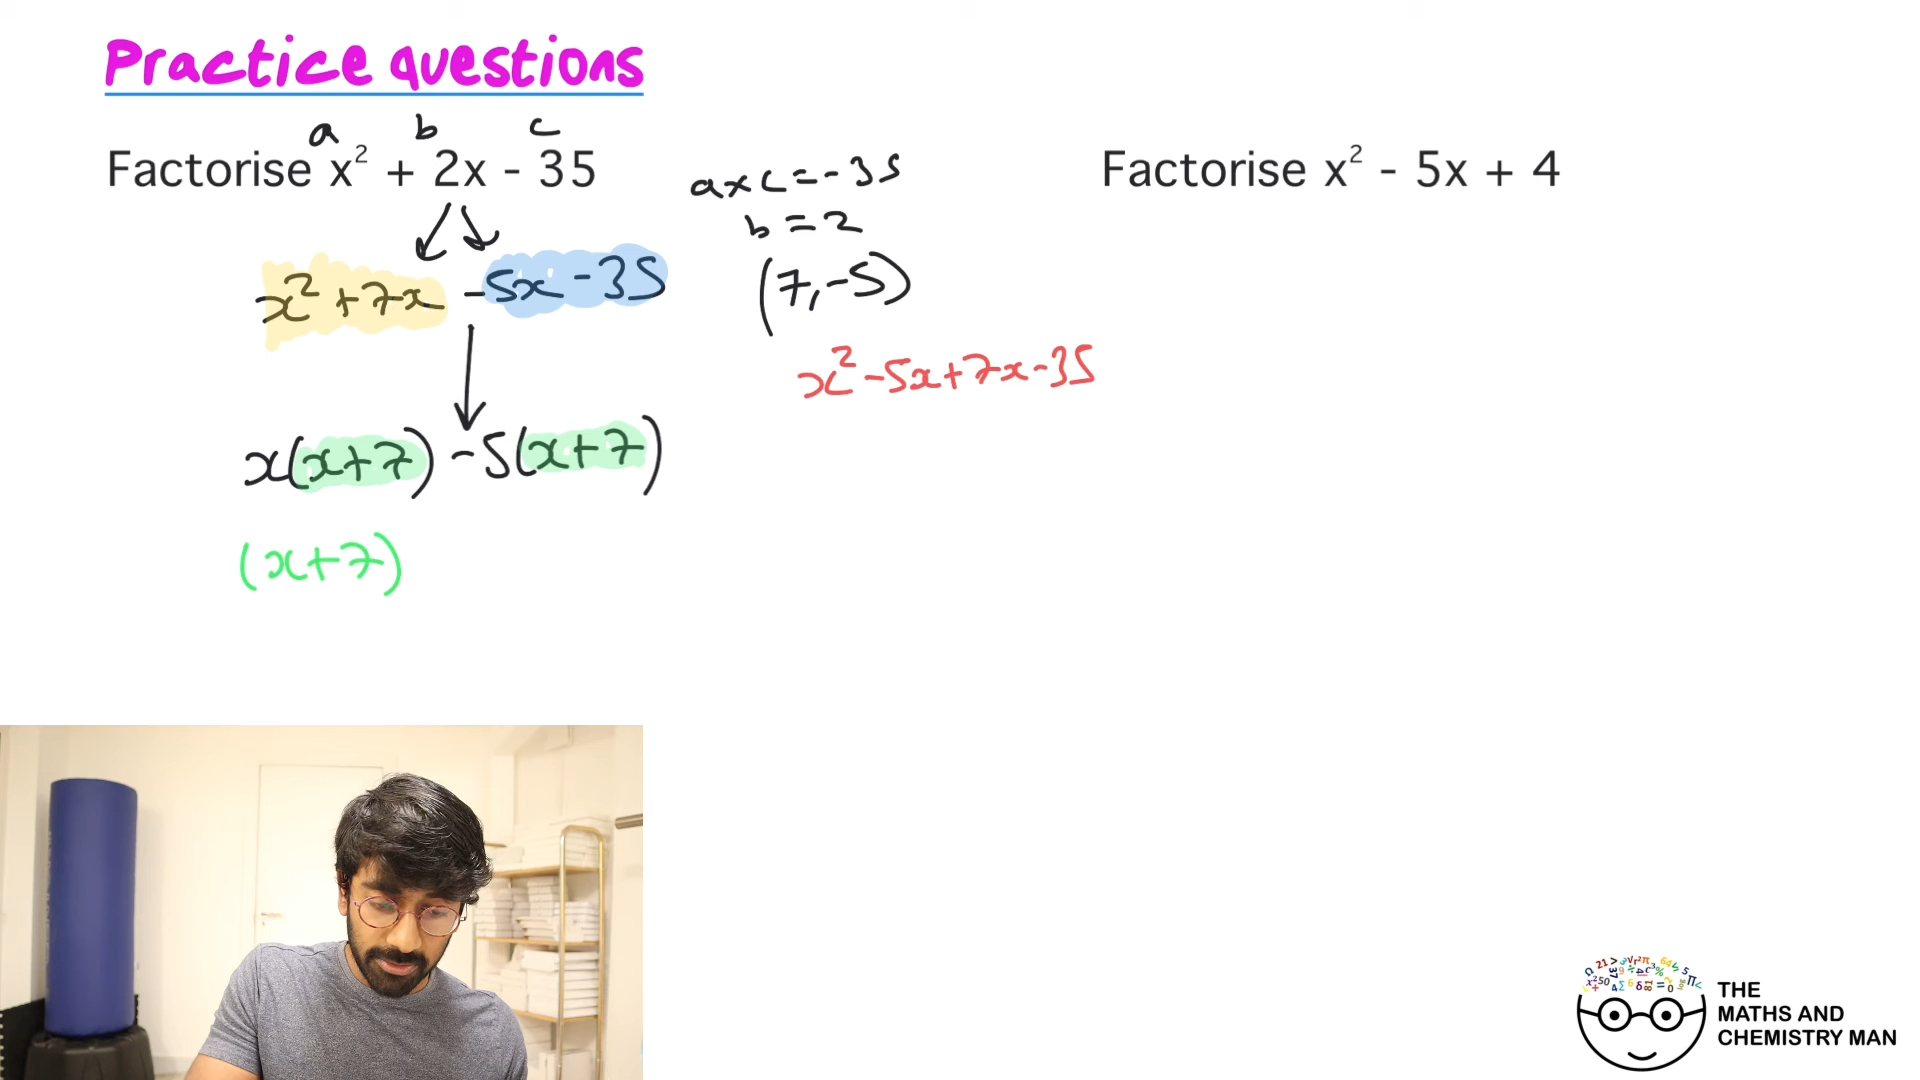 Practice questions
a b c
Factorise x² + 2x - 35
a×c=-35
b=2
x²+7x -5x-35
(7,-5)
x²-5x+7x-35
x(x+7)-5(x+7)
(x+7)
Factorise x² - 5x + 4
THE
MATHS AND
CHEMISTRY MAN